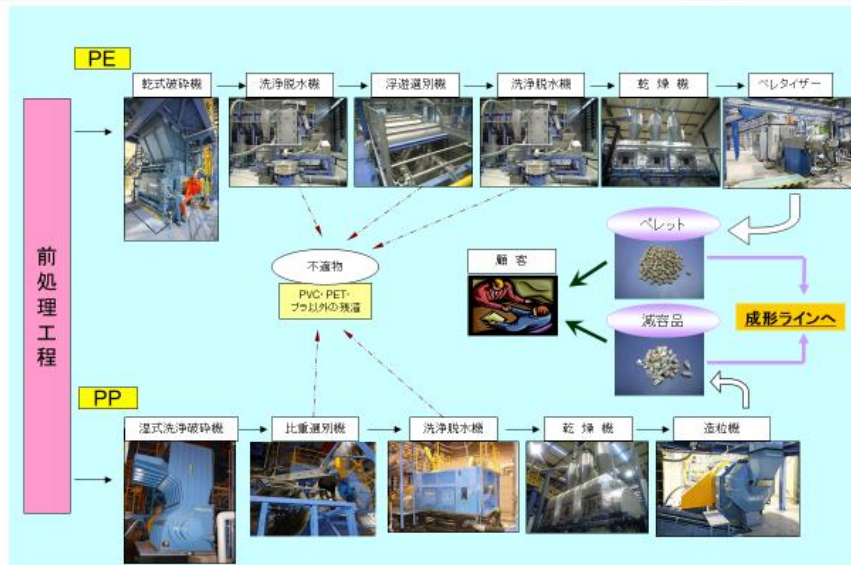 PE
乾式破砕機
洗浄脱水機
浮遊選別機
洗浄脱水機
乾 燥 機
ペレタイザー
前処理工程
不適物
PVC・PET・
プラ以外の残渣
顧 客
ペレット
減容品
成形ラインへ
PP
湿式洗浄破砕機
比重選別機
洗浄脱水機
乾 燥 機
造粒機